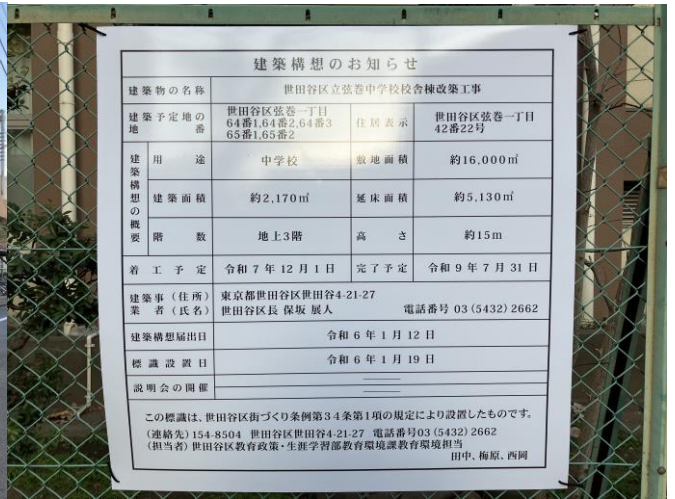 建築構想のお知らせ
建築物の名称 世田谷区立弦巻中学校校舎棟改築工事
建築予定地の地番 世田谷区弦巻一丁目
64番1,64番2,64番3
65番1,65番2
住居表示 世田谷区弦巻一丁目
42番22号
建築構想の概要
用途 中学校 敷地面積 約16,000㎡
建築面積 約2,170㎡ 延床面積 約5,130㎡
階数 地上3階 高さ 約15m
着工予定 令和7年12月1日 完了予定 令和9年7月31日
建築事業者 (住所) (氏名) 東京都世田谷区世田谷4-21-27
世田谷区長 保坂 展人 電話番号 03(5432)2662
建築構想届出日 令和6年1月12日
標識設置日 令和6年1月19日
説明会の開催
この標識は、世田谷区街づくり条例第34条第1項の規定により設置したものです。
(連絡先)154-8504 世田谷区世田谷4-21-27 電話番号03(5432)2662
(担当者)世田谷区教育政策・生涯学習部教育環境課教育環境担当
田中、梅原、西岡